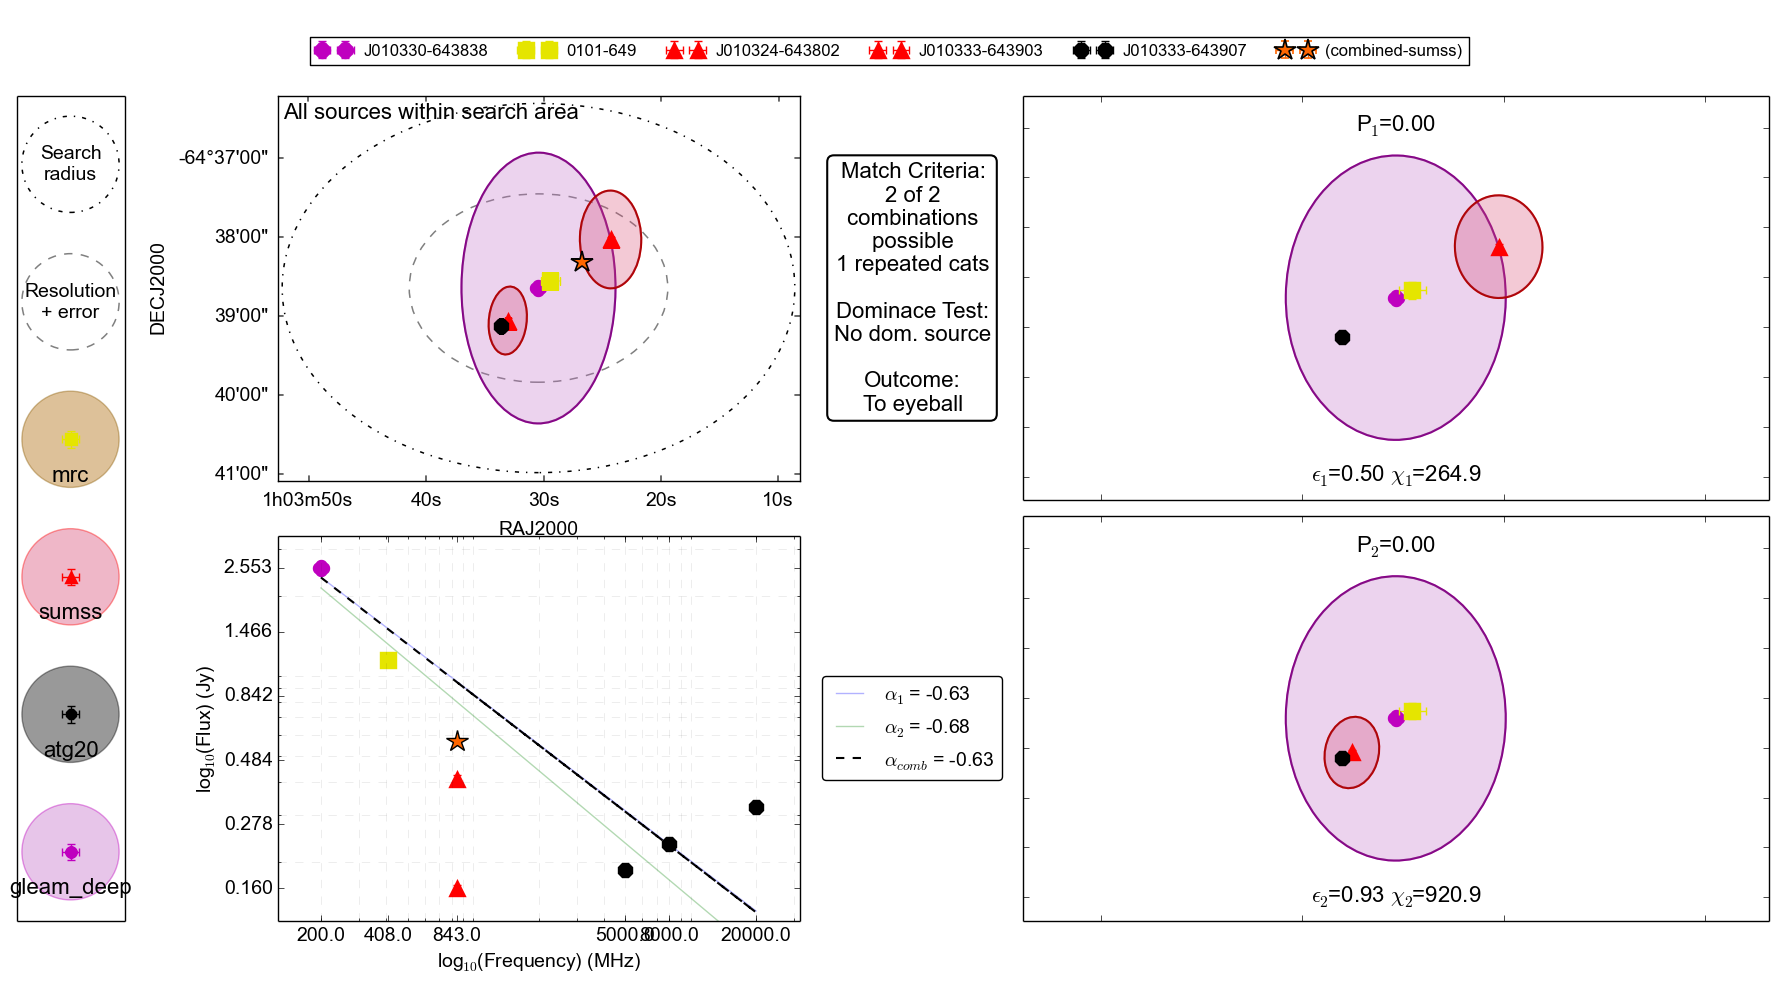 J010330-643838
0101-649
J010324-643802
J010333-643903
J010333-643907
(combined-sumss)
Search
radius
Resolution
+ error
mrc
sumss
atg20
gleam_deep
All sources within search area
DECJ2000
-64°37'00"
38'00"
39'00"
40'00"
41'00"
1h03m50s 40s 30s 20s 10s
RAJ2000
Match Criteria:
2 of 2
combinations
possible
1 repeated cats
Dominace Test:
No dom. source
Outcome:
To eyeball
P₁=0.00
ϵ₁=0.50 χ₁=264.9
log₁₀(Flux) (Jy)
2.553
1.466
0.842
0.484
0.278
0.160
200.0 408.0 843.0 5000.0 8000.0 20000.0
log₁₀(Frequency) (MHz)
α₁ = -0.63
α₂ = -0.68
α_comb = -0.63
P₂=0.00
ϵ₂=0.93 χ₂=920.9